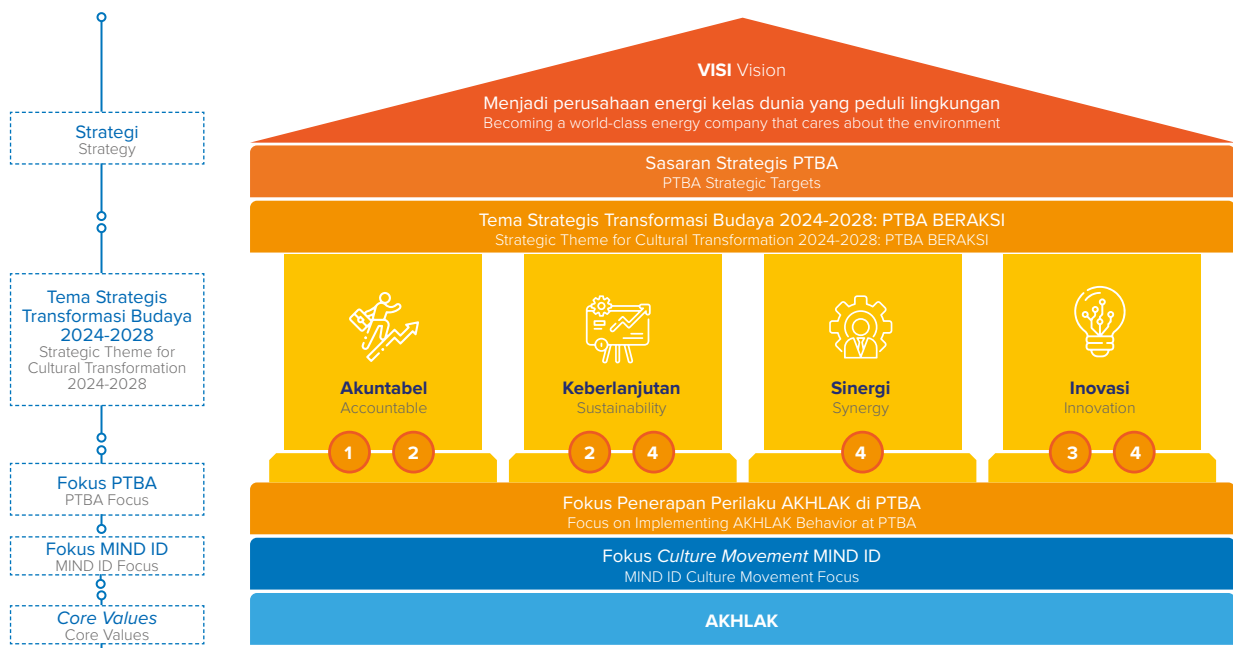 Strategi
Strategy
Tema Strategis
Transformasi Budaya
2024-2028
Strategic Theme for
Cultural Transformation
2024-2028
Fokus PTBA
PTBA Focus
Fokus MIND ID
MIND ID Focus
Core Values
Core Values
VISI Vision
Menjadi perusahaan energi kelas dunia yang peduli lingkungan
Becoming a world-class energy company that cares about the environment
Sasaran Strategis PTBA
PTBA Strategic Targets
Tema Strategis Transformasi Budaya 2024-2028: PTBA BERAKSI
Strategic Theme for Cultural Transformation 2024-2028: PTBA BERAKSI
Akuntabel
Accountable
1 2
Keberlanjutan
Sustainability
2 4
Sinergi
Synergy
4
Inovasi
Innovation
3 4
Fokus Penerapan Perilaku AKHLAK di PTBA
Focus on Implementing AKHLAK Behavior at PTBA
Fokus Culture Movement MIND ID
MIND ID Culture Movement Focus
AKHLAK